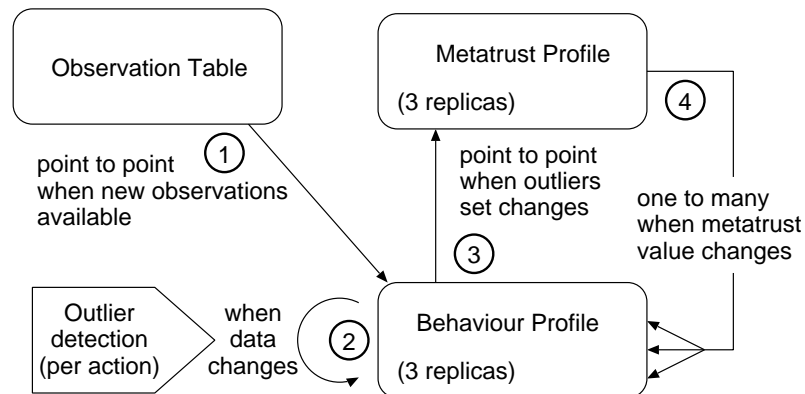 Observation Table
Metatrust Profile
(3 replicas)
1
4
point to point
when new observations
available
point to point
when outliers
set changes
3
one to many
when metatrust
value changes
Outlier
detection
(per action)
when
data
changes
2
Behaviour Profile
(3 replicas)